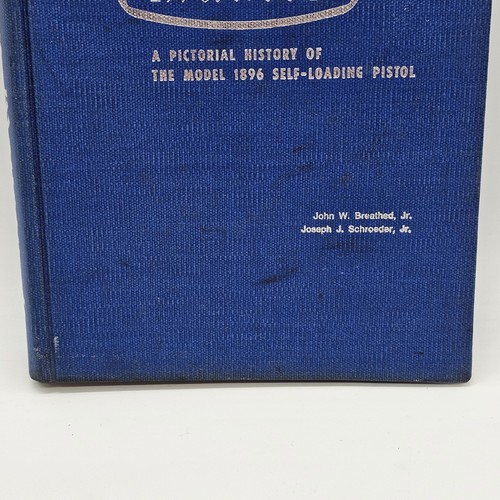 A PICTORIAL HISTORY OF
THE MODEL 1896 SELF-LOADING PISTOL
John W. Breathed, Jr.
Joseph J. Schroeder, Jr.